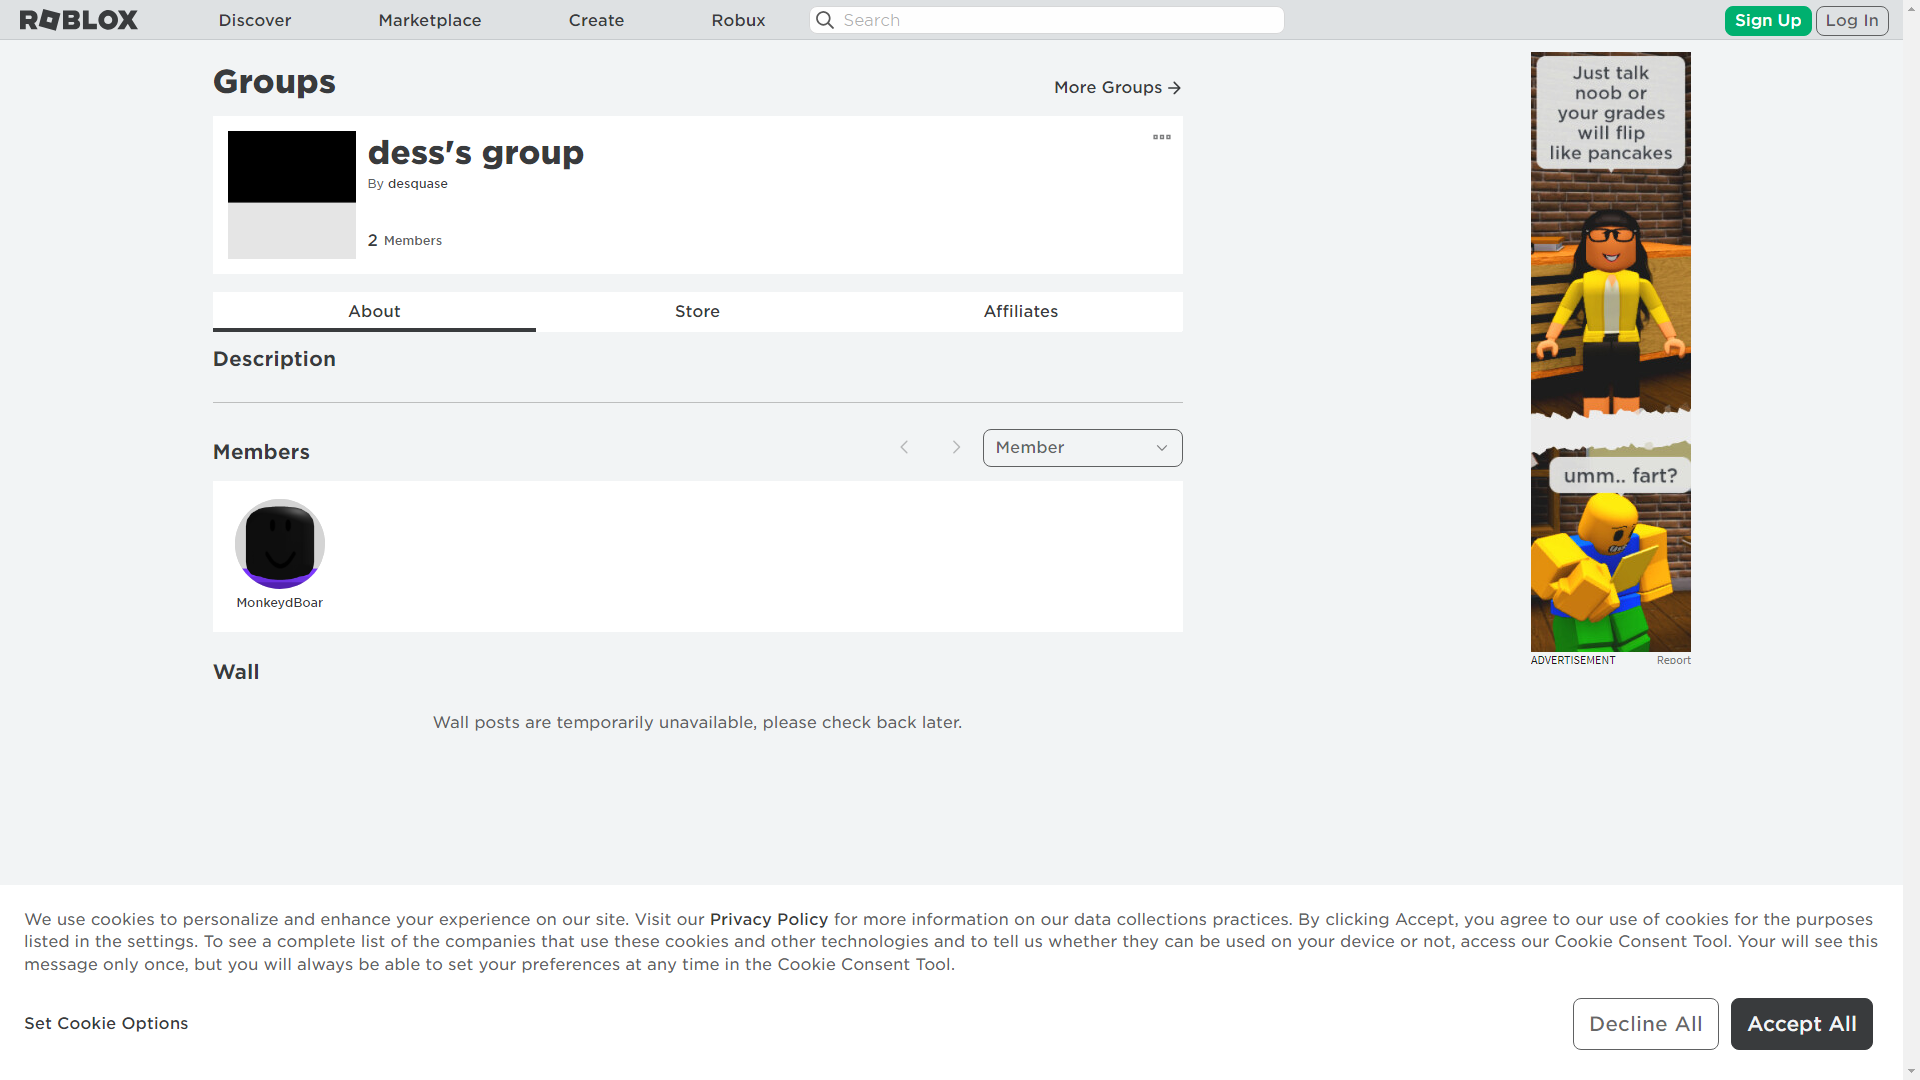 ROBLOX
Discover
Marketplace
Create
Robux
Search
Sign Up
Log In
Groups
More Groups
dess's group
By desquase
2 Members
About
Store
Affiliates
Description
Members
Member
MonkeydBoar
Wall
Wall posts are temporarily unavailable, please check back later.
Just talk
noob or
your grades
will flip
like pancakes
umm.. fart?
ADVERTISEMENT
Report
We use cookies to personalize and enhance your experience on our site. Visit our Privacy Policy for more information on our data collections practices. By clicking Accept, you agree to our use of cookies for the purposes
listed in the settings. To see a complete list of the companies that use these cookies and other technologies and to tell us whether they can be used on your device or not, access our Cookie Consent Tool. Your will see this
message only once, but you will always be able to set your preferences at any time in the Cookie Consent Tool.
Set Cookie Options
Decline All
Accept All